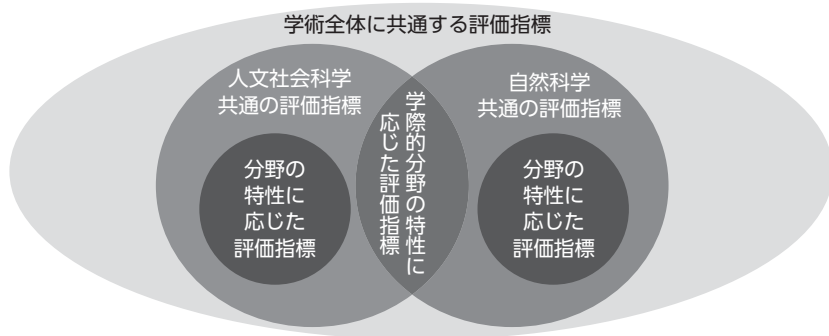 学術全体に共通する評価指標
人文社会科学
共通の評価指標
分野の
特性に
応じた
評価指標
学際的分野の特性に
応じた評価指標
自然科学
共通の評価指標
分野の
特性に
応じた
評価指標